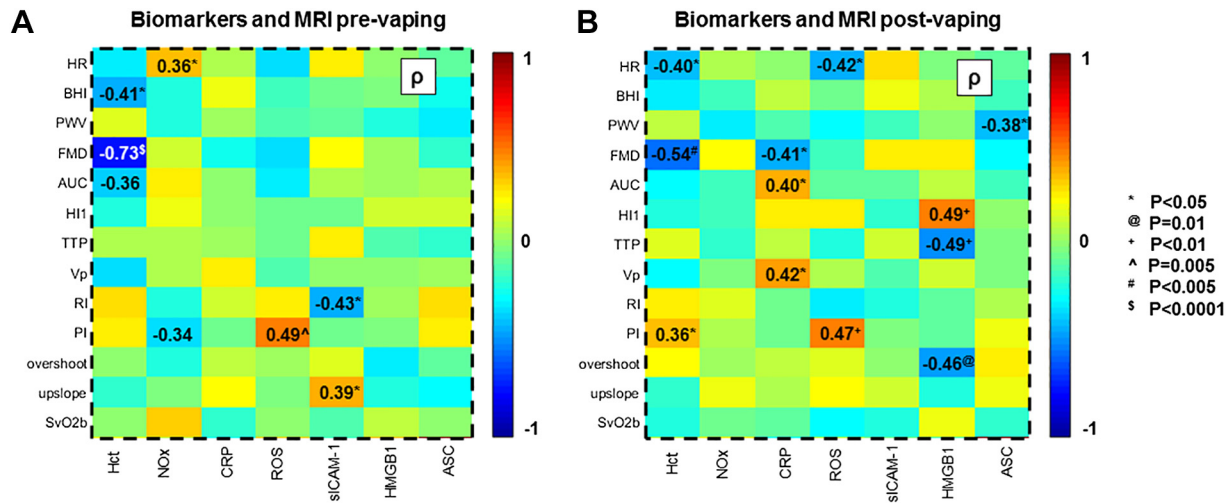 A
Biomarkers and MRI pre-vaping
HR
BHI
PWV
FMD
AUC
HI1
TTP
Vp
RI
PI
overshoot
upslope
SvO2b
0.36*
-0.41*
-0.73$
-0.36
-0.43*
-0.34
0.49^
0.39*
ρ
1
0
-1
Hct
NOx
CRP
ROS
sICAM-1
HMGB1
ASC
B
Biomarkers and MRI post-vaping
HR
BHI
PWV
FMD
AUC
HI1
TTP
Vp
RI
PI
overshoot
upslope
SvO2b
-0.40*
-0.42*
-0.38*
-0.54#
-0.41*
0.40*
0.49+
-0.49+
0.42*
0.36*
0.47+
-0.46@
ρ
1
0
-1
Hct
NOx
CRP
ROS
sICAM-1
HMGB1
ASC
* P<0.05
@ P=0.01
+ P<0.01
^ P=0.005
# P<0.005
$ P<0.0001